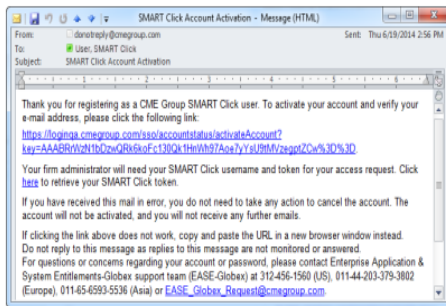 SMART Click Account Activation - Message (HTML)
From: donotreply@cmegroup.com Sent: Thu 6/19/2014 2:56 PM
To: User, SMART Click
Subject: SMART Click Account Activation
Thank you for registering as a CME Group SMART Click user. To activate your account and verify your
e-mail address, please click the following link:
https://loginqa.cmegroup.com/sso/accountstatus/activateAccount?
Your firm administrator will need your SMART Click username and token for your access request. Click
here to retrieve your SMART Click token.
If you have received this mail in error, you do not need to take any action to cancel the account. The
account will not be activated, and you will not receive any further emails.
If clicking the link above does not work, copy and paste the URL in a new browser window instead.
Do not reply to this message as replies to this message are not monitored or answered.
For questions or concerns regarding your account or password, please contact Enterprise Application &
System Entitlements-Globex support team (EASE-Globex) at 312-456-1560 (US), 011-44-203-379-3802
(Europe), 011-65-6593-5536 (Asia) or EASE_Globex_Request@cmegroup.com.